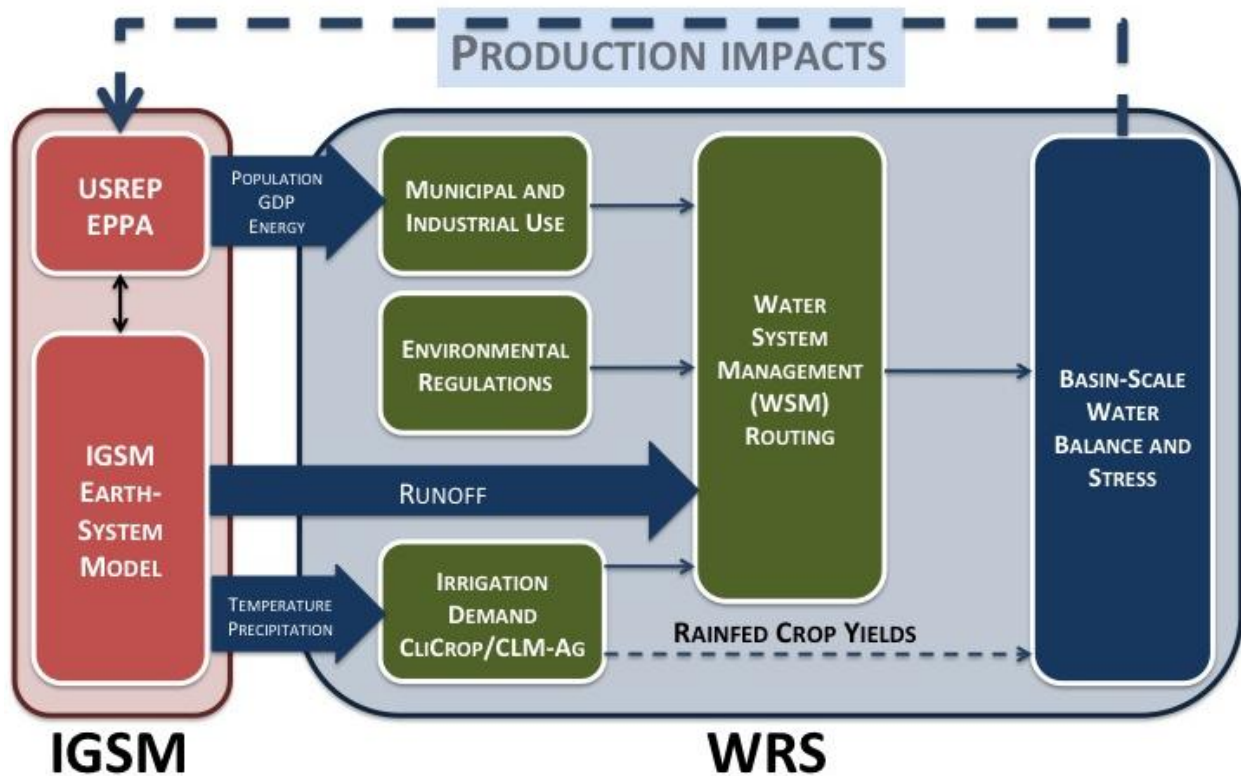 PRODUCTION IMPACTS
USREP
EPPA
POPULATION
GDP
ENERGY
MUNICIPAL AND
INDUSTRIAL USE
ENVIRONMENTAL
REGULATIONS
WATER
SYSTEM
MANAGEMENT
(WSM)
ROUTING
BASIN-SCALE
WATER
BALANCE AND
STRESS
IGSM
EARTH-
SYSTEM
MODEL
RUNOFF
TEMPERATURE
PRECIPITATION
IRRIGATION
DEMAND
CLICROP/CLM-AG
RAINFED CROP YIELDS
IGSM
WRS